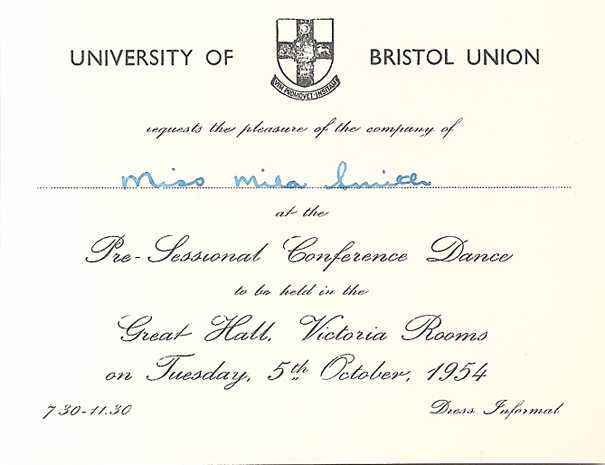 UNIVERSITY OF BRISTOL UNION
VIM PROMOVET INSITAM
requests the pleasure of the company of
Miss Mila Smith
at the
Pre-Sessional Conference Dance
to be held in the
Great Hall, Victoria Rooms
on Tuesday, 5th October, 1954
7.30-11.30 Dress Informal